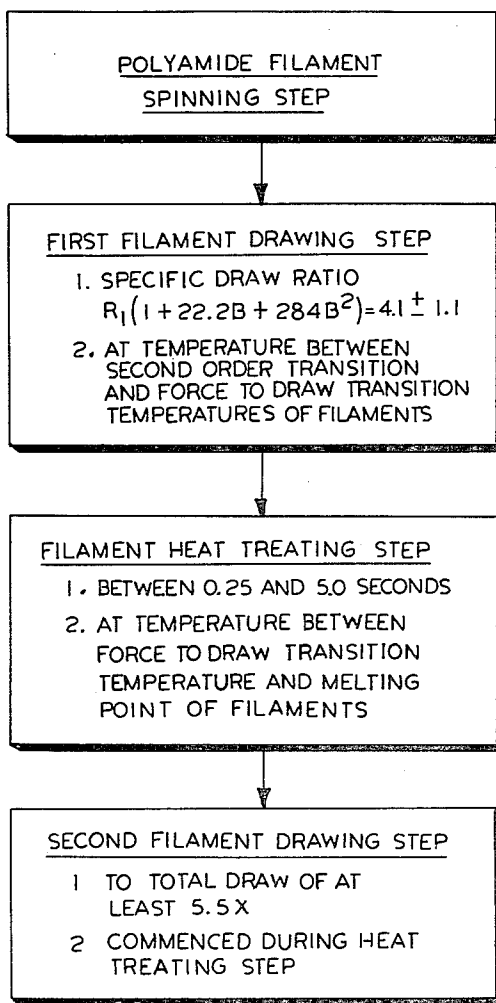 POLYAMIDE FILAMENT
SPINNING STEP
FIRST FILAMENT DRAWING STEP
1. SPECIFIC DRAW RATIO
R₁(1 + 22.2B + 284B²)=4.1 ± 1.1
2. AT TEMPERATURE BETWEEN
SECOND ORDER TRANSITION
AND FORCE TO DRAW TRANSITION
TEMPERATURES OF FILAMENTS
FILAMENT HEAT TREATING STEP
1. BETWEEN 0.25 AND 5.0 SECONDS
2. AT TEMPERATURE BETWEEN
FORCE TO DRAW TRANSITION
TEMPERATURE AND MELTING
POINT OF FILAMENTS
SECOND FILAMENT DRAWING STEP
1 TO TOTAL DRAW OF AT
LEAST 5.5X
2 COMMENCED DURING HEAT
TREATING STEP